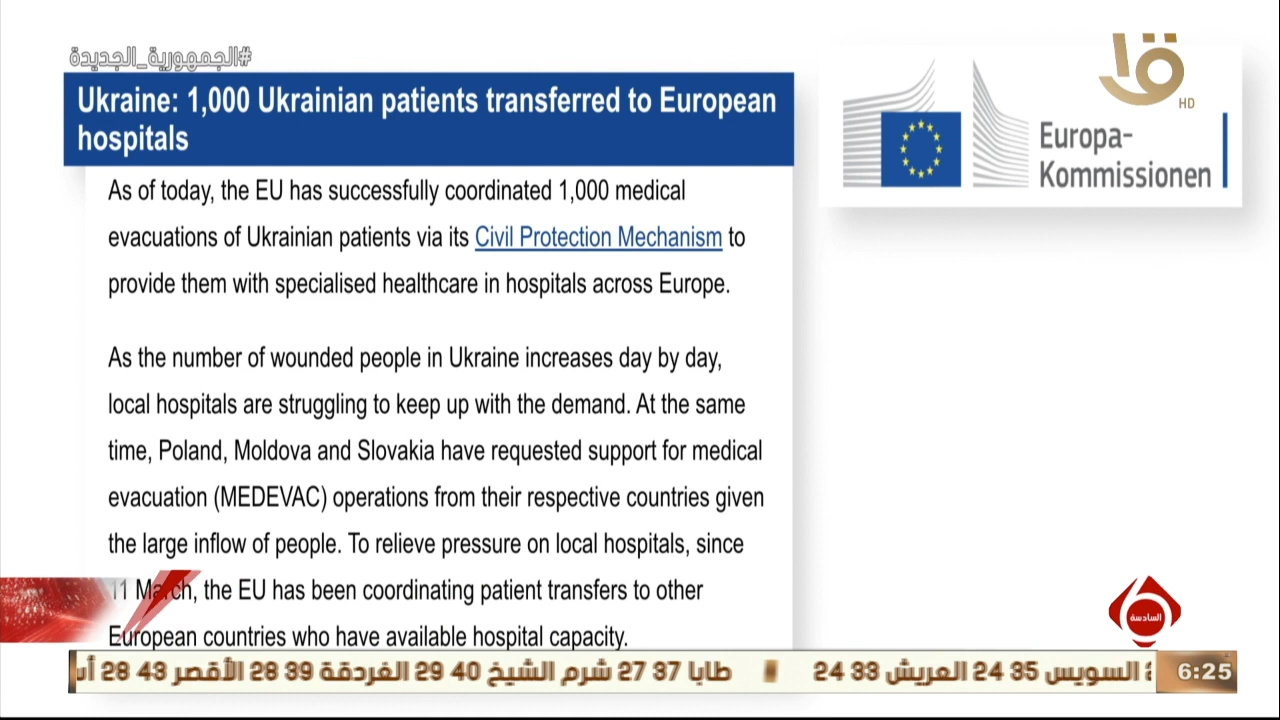 #الجمهورية_الجديدة
Ukraine: 1,000 Ukrainian patients transferred to European
hospitals
As of today, the EU has successfully coordinated 1,000 medical
evacuations of Ukrainian patients via its Civil Protection Mechanism to
provide them with specialised healthcare in hospitals across Europe.
As the number of wounded people in Ukraine increases day by day,
local hospitals are struggling to keep up with the demand. At the same
time, Poland, Moldova and Slovakia have requested support for medical
evacuation (MEDEVAC) operations from their respective countries given
the large inflow of people. To relieve pressure on local hospitals, since
11 March, the EU has been coordinating patient transfers to other
European countries who have available hospital capacity.
HD
Europa-
Kommissionen
السادسة
السويس 35 24 العريش 33 24 طابا 37 27 شرم الشيخ 40 29 الغردقة 39 28 الأقصر 43 28
6:25